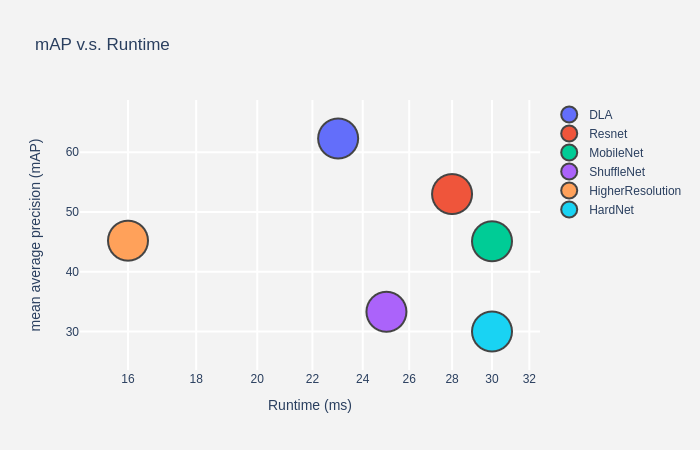 mAP v.s. Runtime
mean average precision (mAP)
60
50
40
30
16 18 20 22 24 26 28 30 32
Runtime (ms)
DLA
Resnet
MobileNet
ShuffleNet
HigherResolution
HardNet